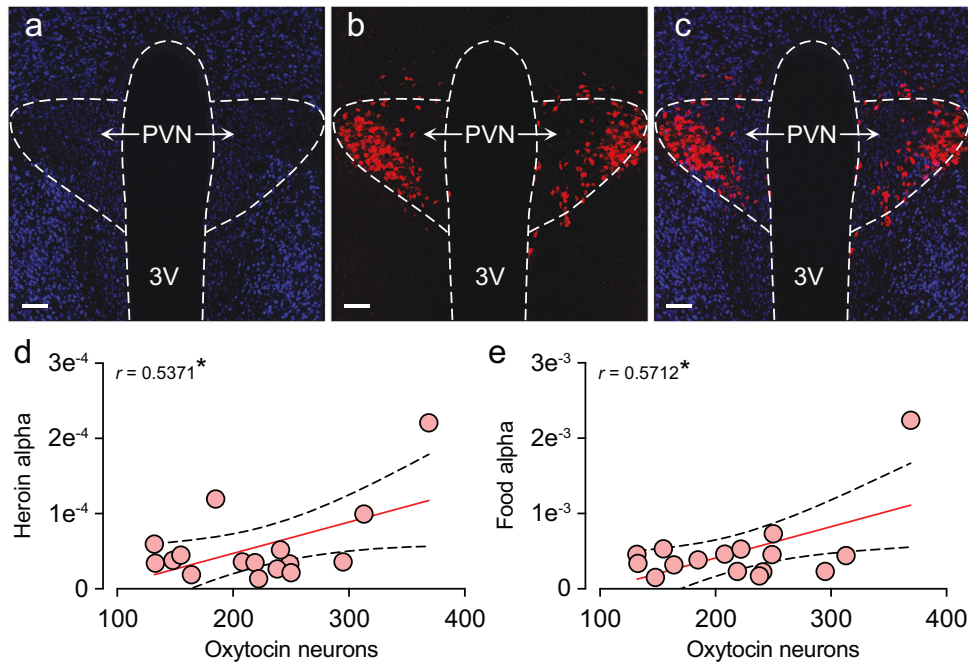 a
b
c
PVN
PVN
PVN
3V
3V
3V
d
r = 0.5371*
3e-4
2e-4
1e-4
0
Heroin alpha
100 200 300 400
Oxytocin neurons
e
r = 0.5712*
3e-3
2e-3
1e-3
0
Food alpha
100 200 300 400
Oxytocin neurons